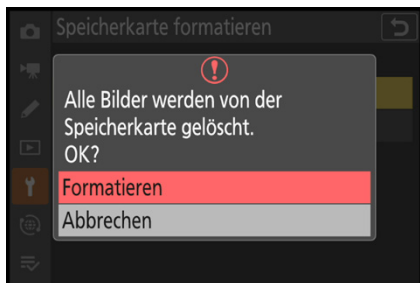 Speicherkarte formatieren
Alle Bilder werden von der
Speicherkarte gelöscht.
OK?
Formatieren
Abbrechen